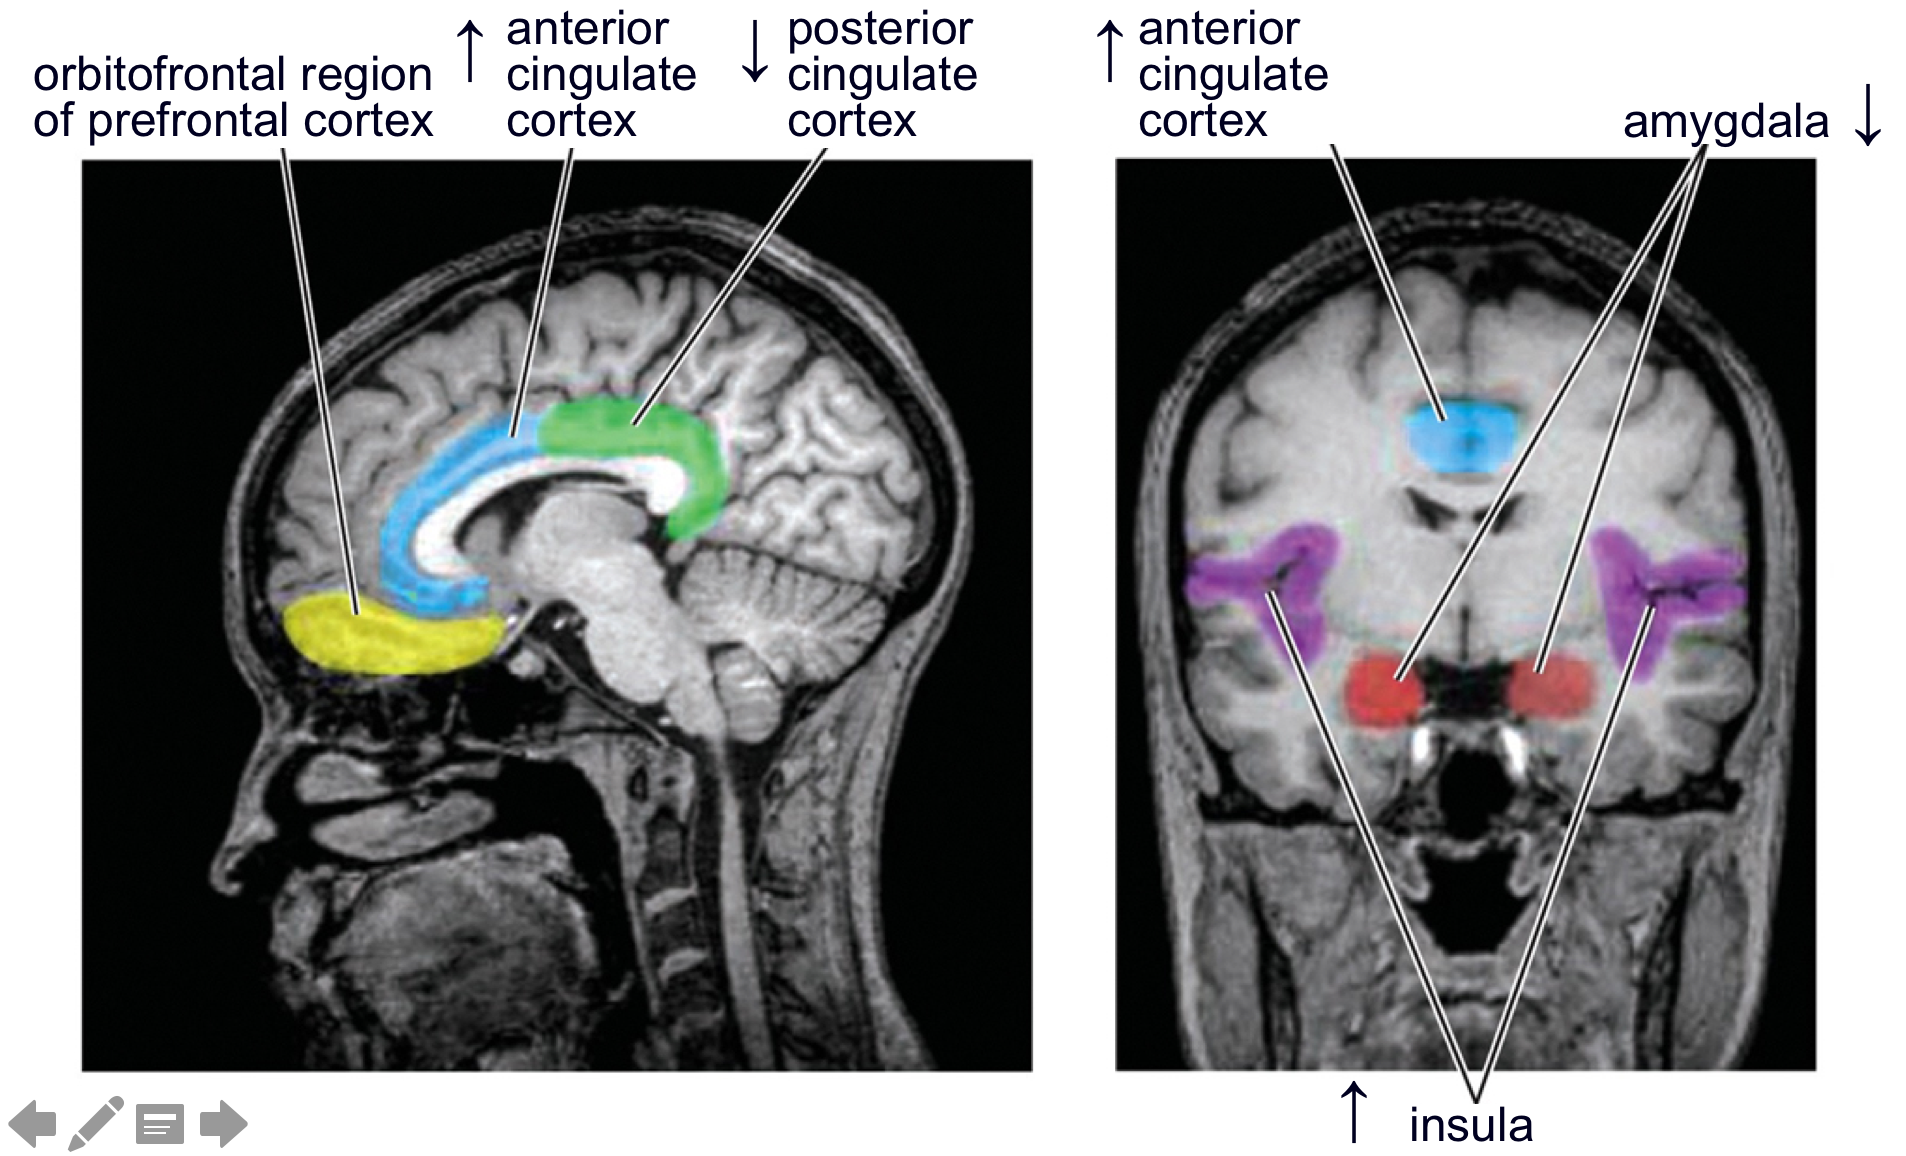 orbitofrontal region
of prefrontal cortex
↑ anterior
cingulate
cortex
↓ posterior
cingulate
cortex
↑ anterior
cingulate
cortex
amygdala ↓
↑ insula